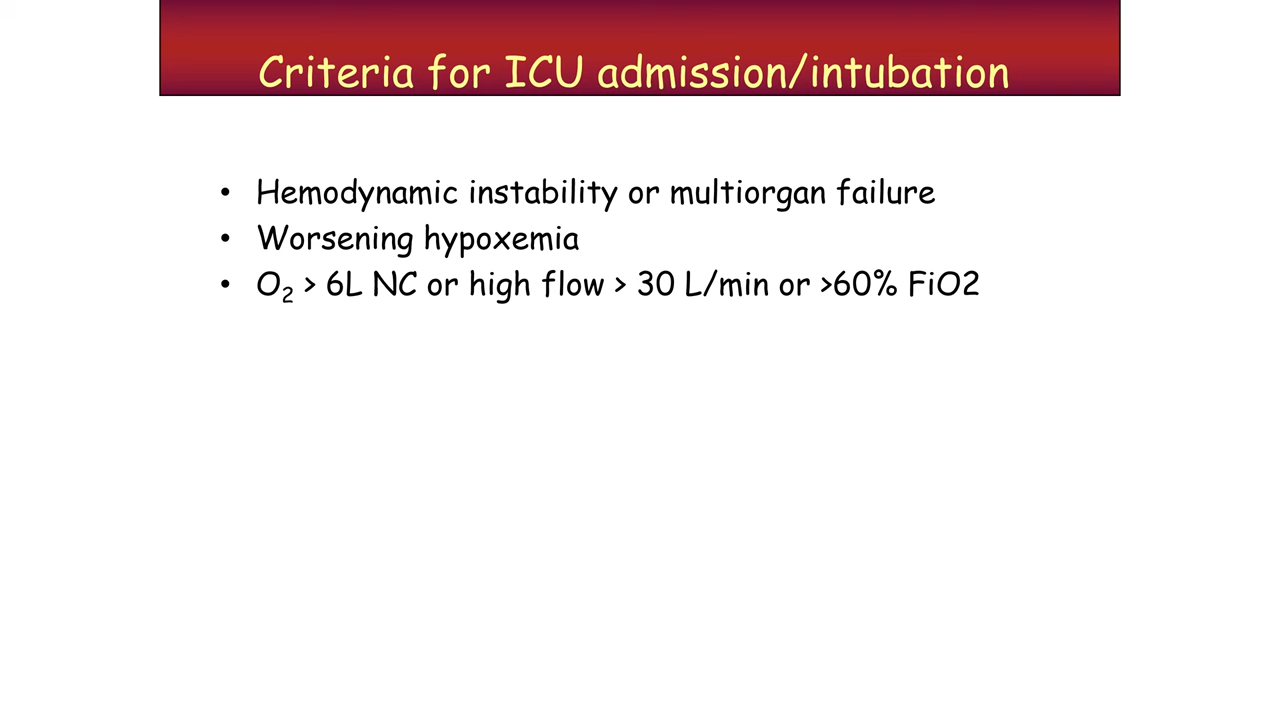 Criteria for ICU admission/intubation
• Hemodynamic instability or multiorgan failure
• Worsening hypoxemia
• O₂ > 6L NC or high flow > 30 L/min or >60% FiO2